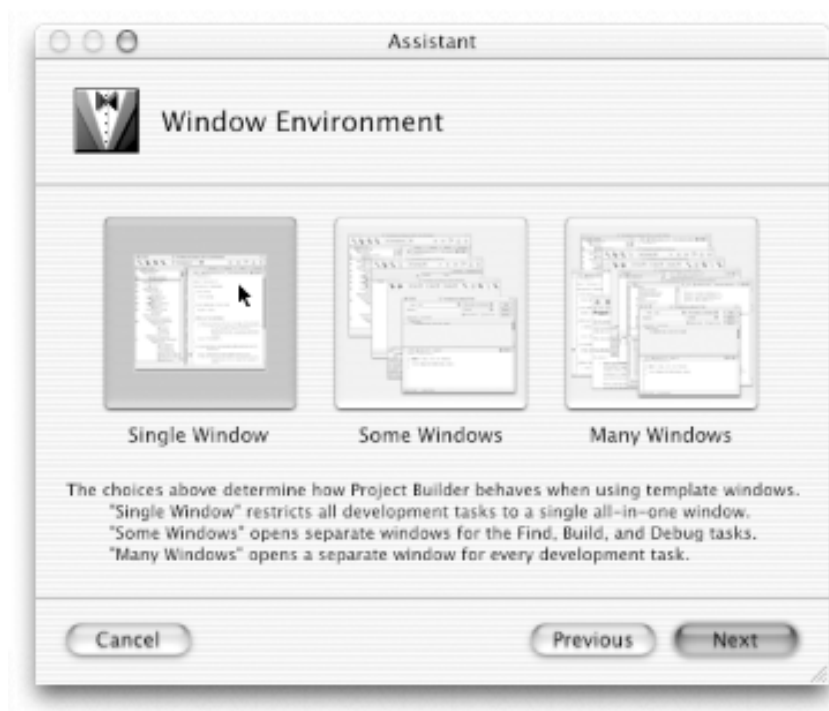 Assistant
Window Environment
Single Window
Some Windows
Many Windows
The choices above determine how Project Builder behaves when using template windows.
"Single Window" restricts all development tasks to a single all-in-one window.
"Some Windows" opens separate windows for the Find, Build, and Debug tasks.
"Many Windows" opens a separate window for every development task.
Cancel
Previous
Next